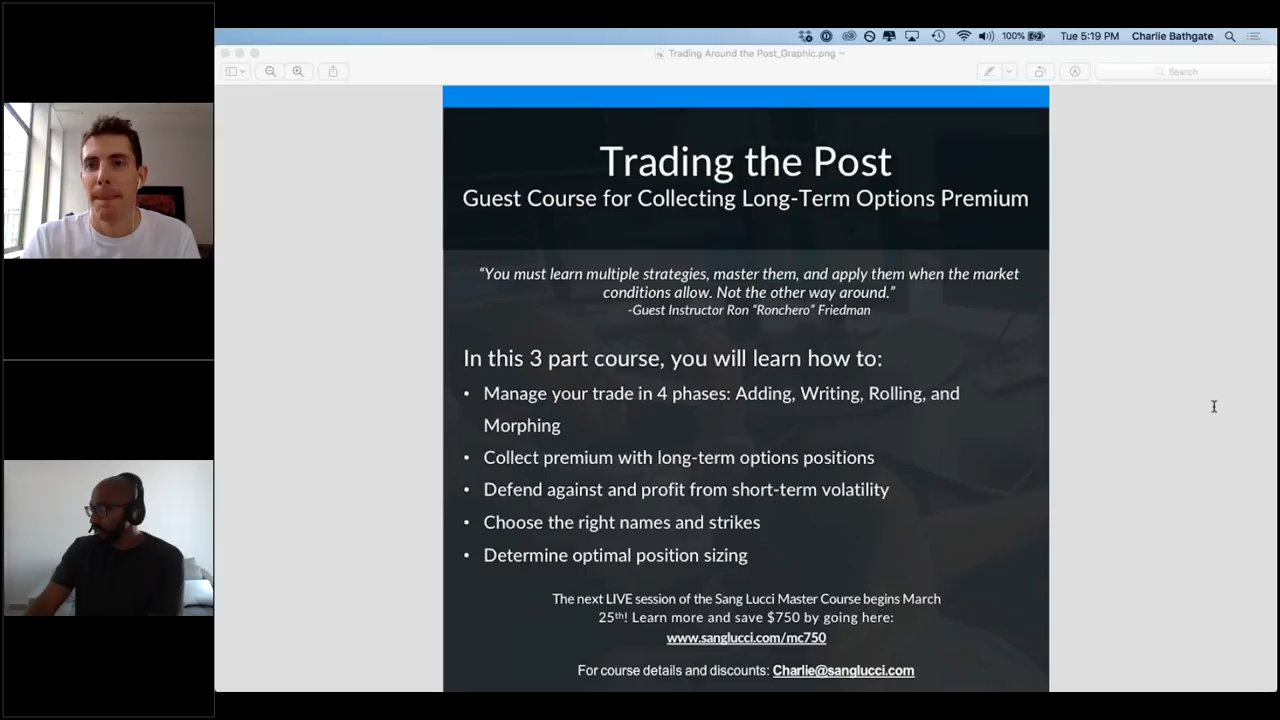 100%
Tue 5:19 PM
Charlie Bathgate
Trading Around the Post_Graphic.png
Search
Trading the Post
Guest Course for Collecting Long-Term Options Premium
“You must learn multiple strategies, master them, and apply them when the market
conditions allow. Not the other way around.”
-Guest Instructor Ron “Ronchero” Friedman
In this 3 part course, you will learn how to:
• Manage your trade in 4 phases: Adding, Writing, Rolling, and
Morphing
• Collect premium with long-term options positions
• Defend against and profit from short-term volatility
• Choose the right names and strikes
• Determine optimal position sizing
The next LIVE session of the Sang Lucci Master Course begins March
25th! Learn more and save $750 by going here:
www.sanglucci.com/mc750
For course details and discounts: Charlie@sanglucci.com